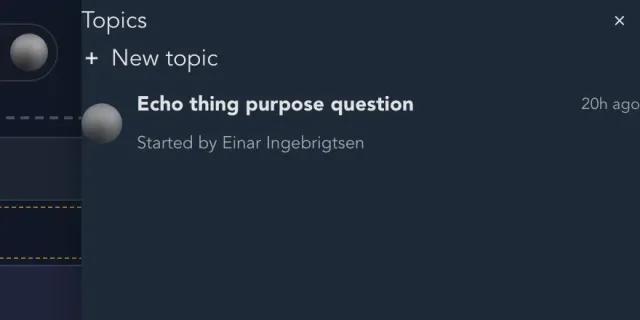 Topics ×
+ New topic
Echo thing purpose question 20h ago
Started by Einar Ingebrigtsen